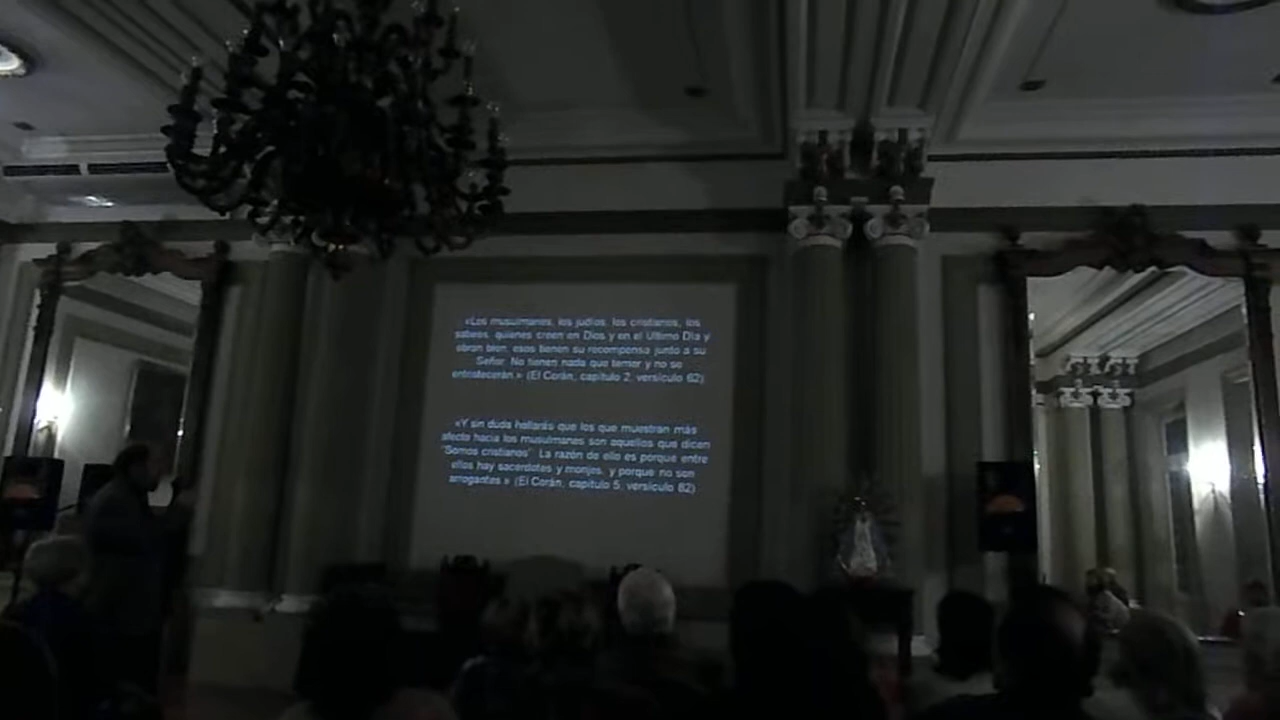 «Los musulmanes, los judíos, los cristianos, los
sabeos, quienes creen en Dios y en el Último Día y
obran bien, esos tienen su recompensa junto a su
Señor. No tienen nada que temer y no se
entristecerán.» (El Corán, capítulo 2, versículo 62)
«Y sin duda hallarás que los que muestran más
afecto hacia los musulmanes son aquellos que dicen
"Somos cristianos". La razón de ello es porque entre
ellos hay sacerdotes y monjes, y porque no son
arrogantes.» (El Corán, capítulo 5, versículo 82)